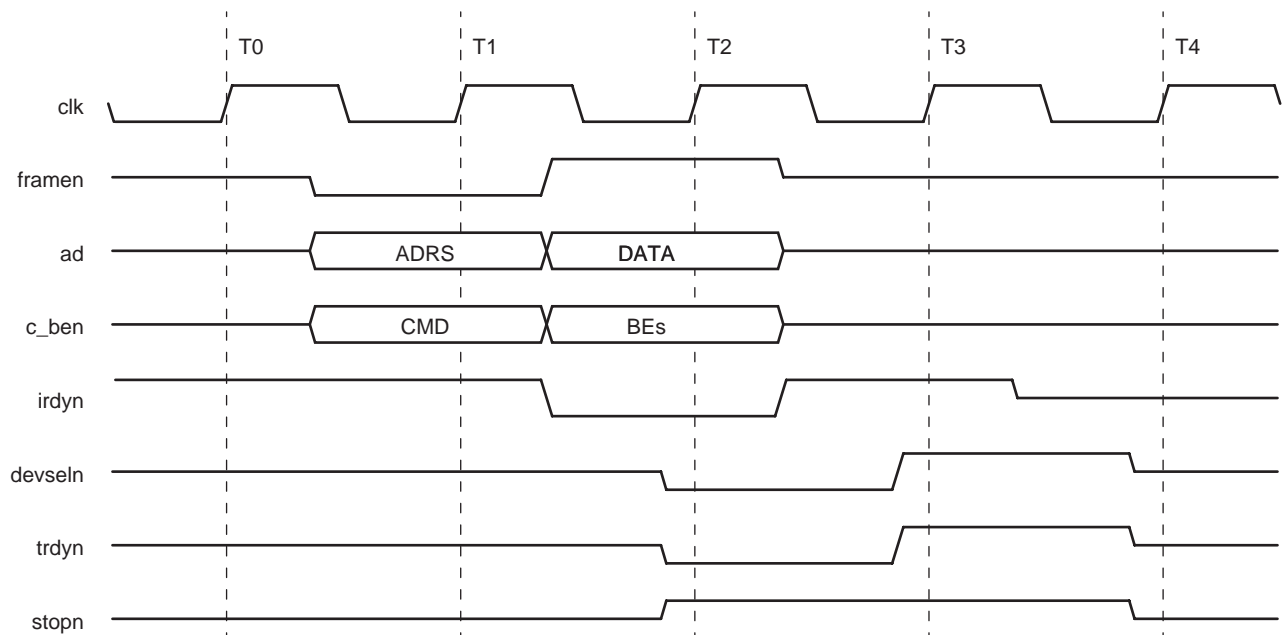 T0 T1 T2 T3 T4
clk
framen
ad ADRS DATA
c_ben CMD BEs
irdyn
devseln
trdyn
stopn